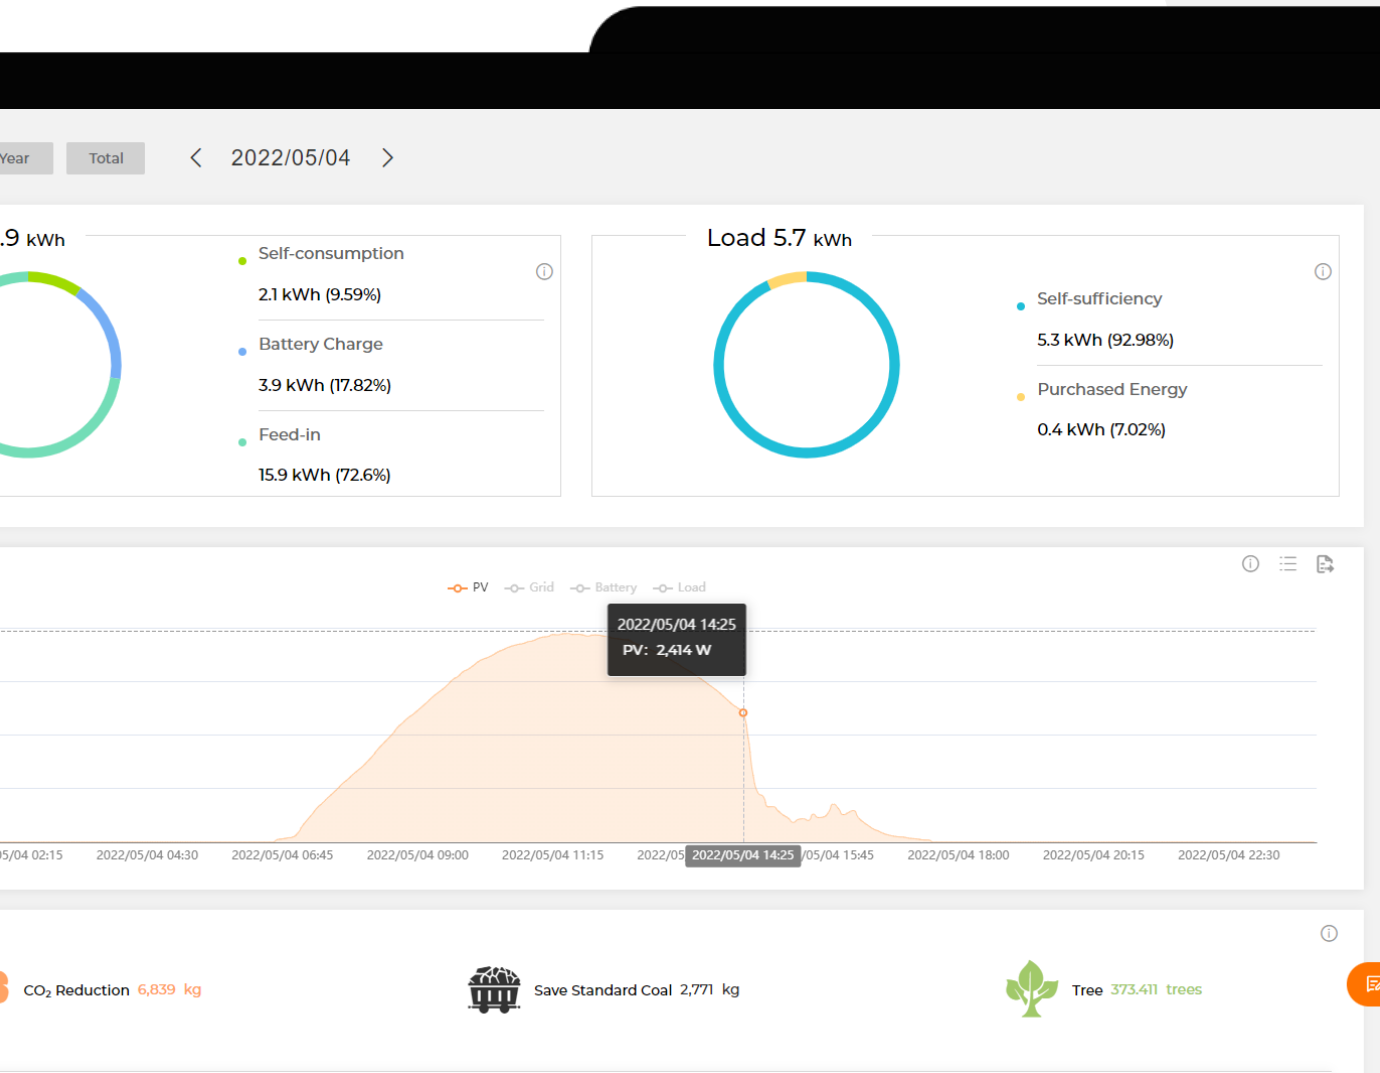 Year
Total
2022/05/04
.9 kWh
Self-consumption
2.1 kWh (9.59%)
Battery Charge
3.9 kWh (17.82%)
Feed-in
15.9 kWh (72.6%)
Load 5.7 kWh
Self-sufficiency
5.3 kWh (92.98%)
Purchased Energy
0.4 kWh (7.02%)
PV Grid Battery Load
2022/05/04 14:25
PV: 2,414 W
05/04 02:15 2022/05/04 04:30 2022/05/04 06:45 2022/05/04 09:00 2022/05/04 11:15 2022/05 2022/05/04 14:25 /05/04 15:45 2022/05/04 18:00 2022/05/04 20:15 2022/05/04 22:30
CO₂ Reduction 6,839 kg
Save Standard Coal 2,771 kg
Tree 373.411 trees